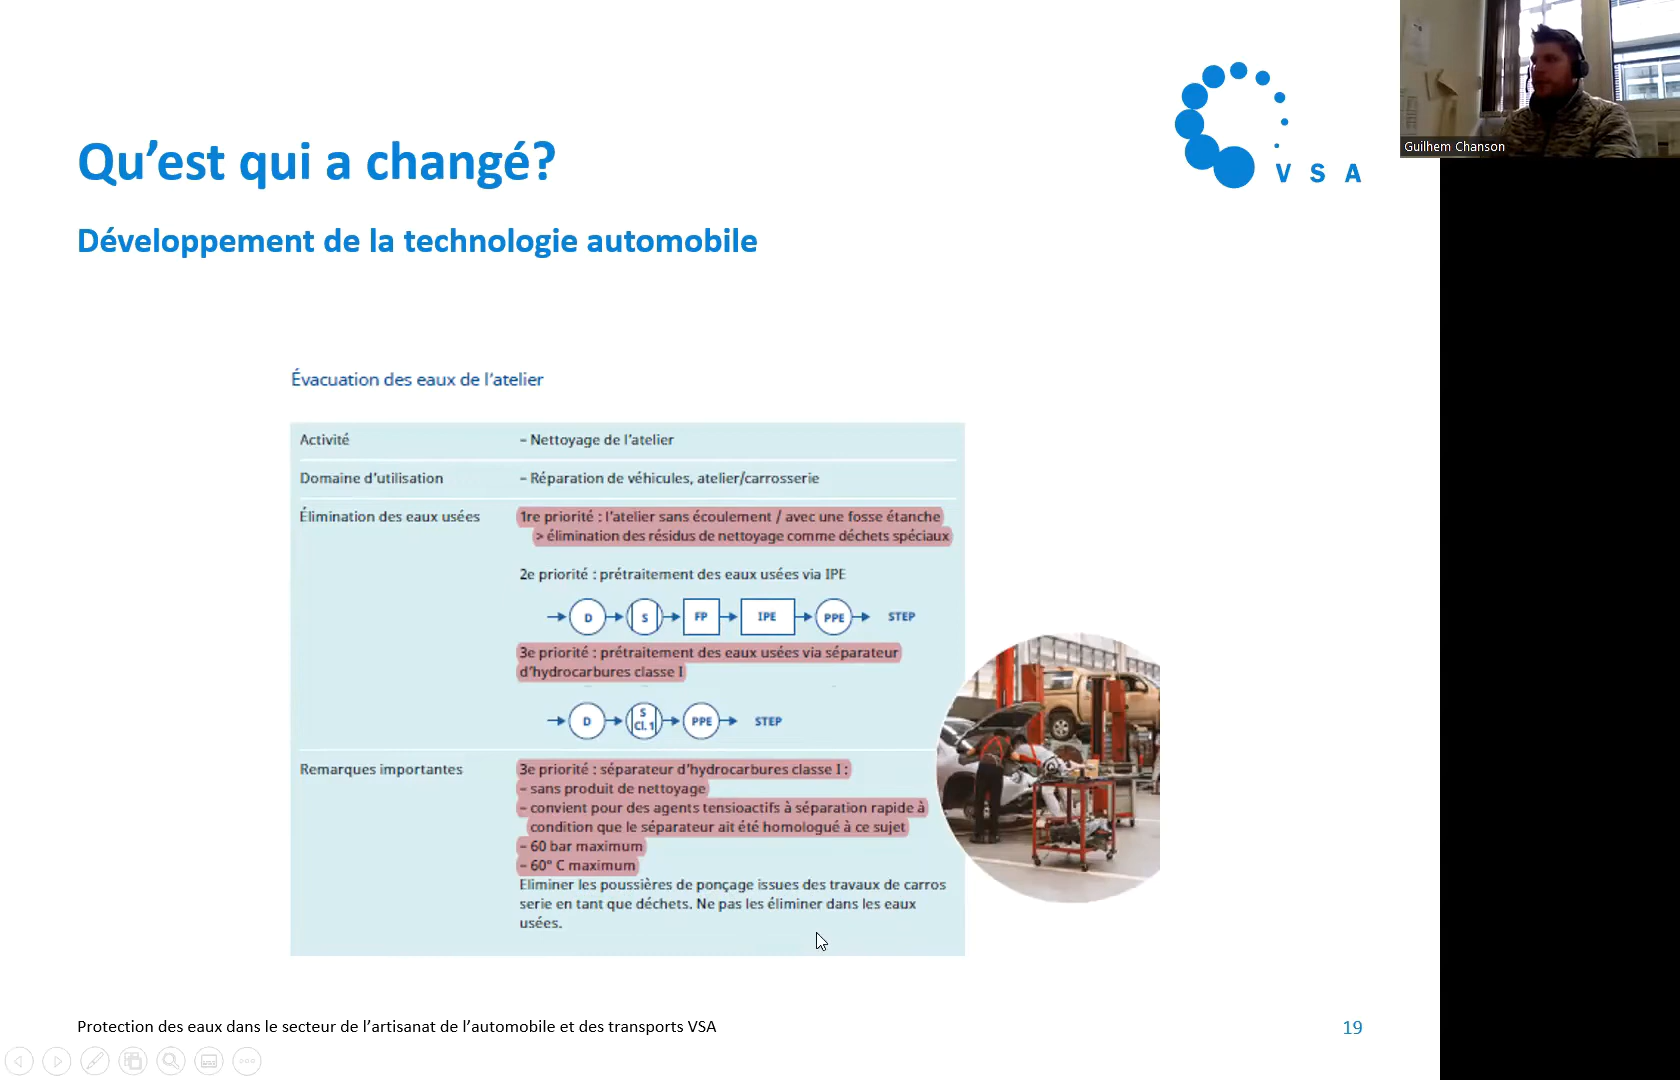 Qu’est qui a changé?
Développement de la technologie automobile
VSA
Guilhem Chanson
Évacuation des eaux de l’atelier
Activité
– Nettoyage de l’atelier
Domaine d’utilisation
– Réparation de véhicules, atelier/carrosserie
Élimination des eaux usées
1re priorité : l’atelier sans écoulement / avec une fosse étanche
> élimination des résidus de nettoyage comme déchets spéciaux
2e priorité : prétraitement des eaux usées via IPE
D S FP IPE PPE STEP
3e priorité : prétraitement des eaux usées via séparateur
d’hydrocarbures classe I
D S Cl. 1 PPE STEP
Remarques importantes
3e priorité : séparateur d’hydrocarbures classe I :
– sans produit de nettoyage
– convient pour des agents tensioactifs à séparation rapide à
condition que le séparateur ait été homologué à ce sujet
– 60 bar maximum
– 60° C maximum
Eliminer les poussières de ponçage issues des travaux de carros
serie en tant que déchets. Ne pas les éliminer dans les eaux
usées.
Protection des eaux dans le secteur de l’artisanat de l’automobile et des transports VSA
19